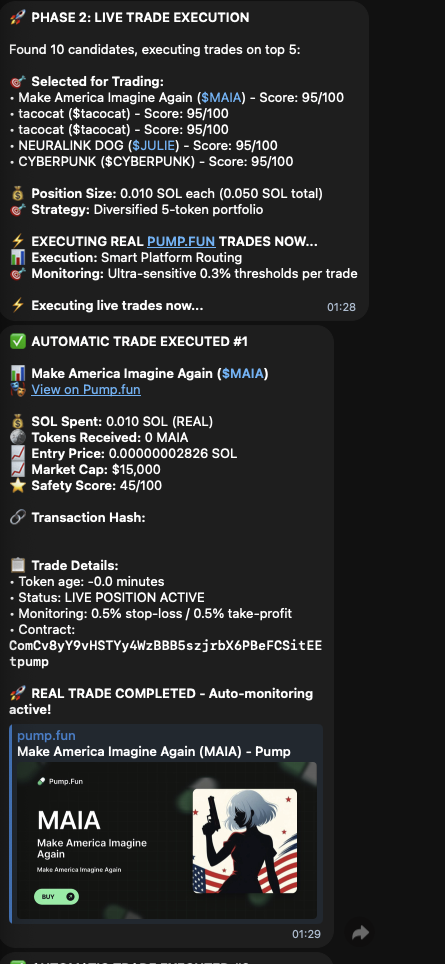 🚀 PHASE 2: LIVE TRADE EXECUTION
Found 10 candidates, executing trades on top 5:
🎯 Selected for Trading:
• Make America Imagine Again ($MAIA) - Score: 95/100
• tacocat ($tacocat) - Score: 95/100
• tacocat ($tacocat) - Score: 95/100
• NEURALINK DOG ($JULIE) - Score: 95/100
• CYBERPUNK ($CYBERPUNK) - Score: 95/100
💰 Position Size: 0.010 SOL each (0.050 SOL total)
🎯 Strategy: Diversified 5-token portfolio
⚡ EXECUTING REAL PUMP.FUN TRADES NOW...
📊 Execution: Smart Platform Routing
🎯 Monitoring: Ultra-sensitive 0.3% thresholds per trade
⚡ Executing live trades now...
01:28
✅ AUTOMATIC TRADE EXECUTED #1
📊 Make America Imagine Again ($MAIA)
🎭 View on Pump.fun
💰 SOL Spent: 0.010 SOL (REAL)
🪙 Tokens Received: 0 MAIA
📈 Entry Price: 0.00000002826 SOL
📈 Market Cap: $15,000
⭐ Safety Score: 45/100
🔗 Transaction Hash:
📋 Trade Details:
• Token age: -0.0 minutes
• Status: LIVE POSITION ACTIVE
• Monitoring: 0.5% stop-loss / 0.5% take-profit
• Contract:
ComCv8yY9vHSTYy4WzBBB5szjrbX6PBeFCSitEE
tpump
🚀 REAL TRADE COMPLETED - Auto-monitoring
active!
pump.fun
Make America Imagine Again (MAIA) - Pump
Pump.Fun
MAIA
Make America Imagine
Again
Make America Imagine Again
BUY
01:29